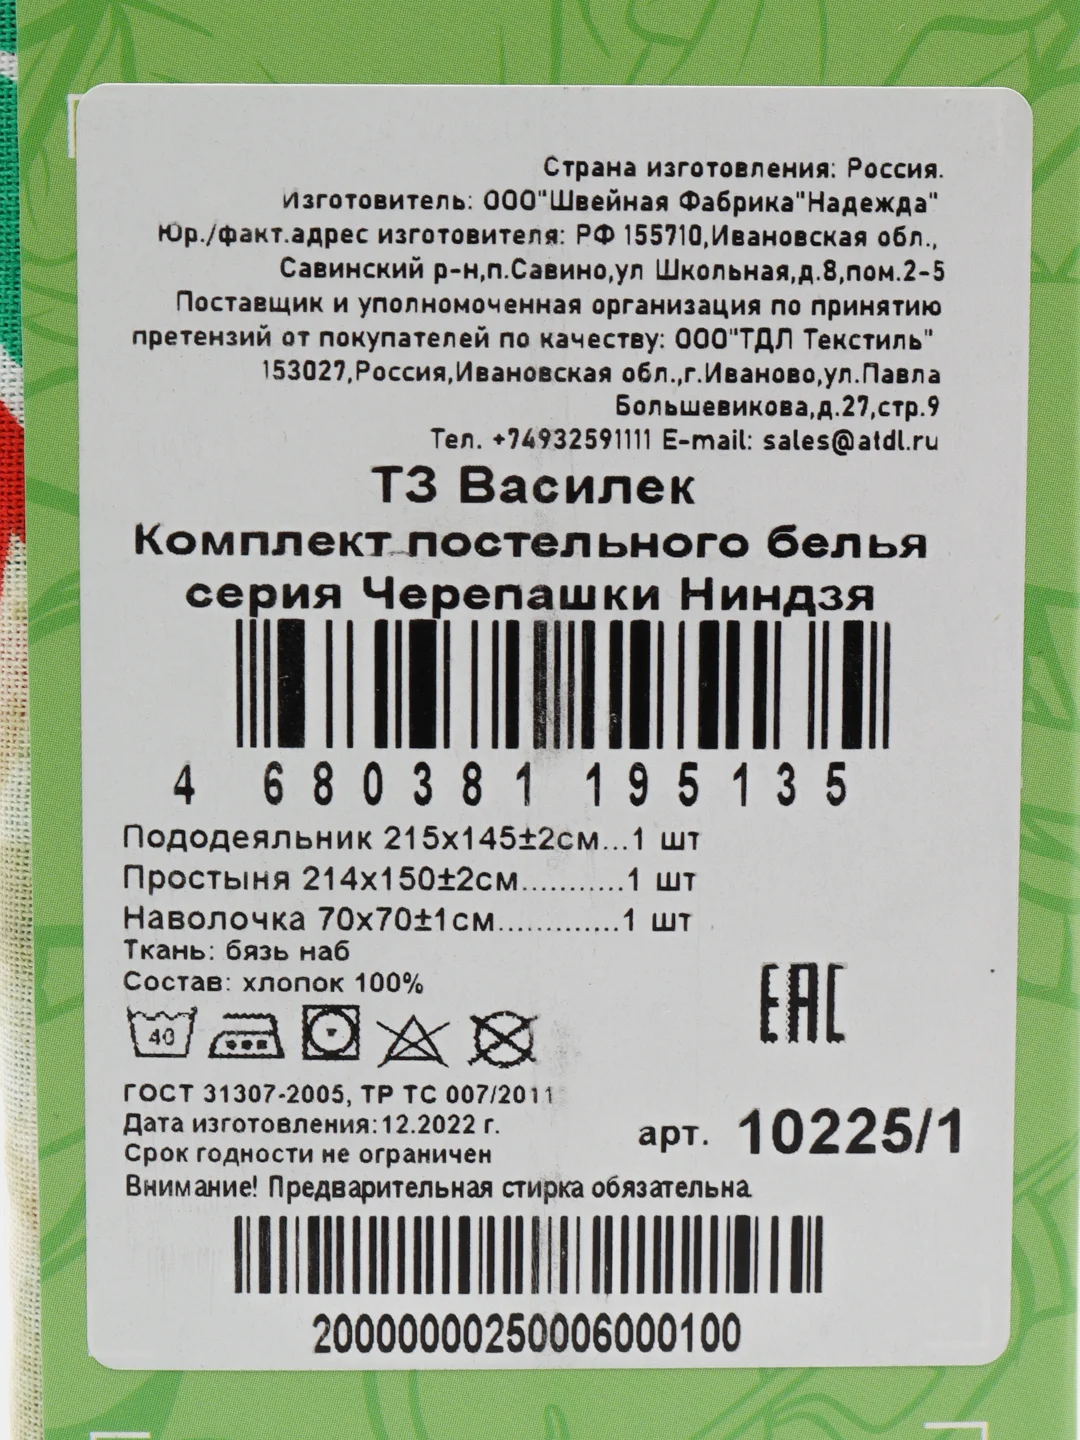 Страна изготовления: Россия.
Изготовитель: ООО"Швейная Фабрика"Надежда"
Юр./факт.адрес изготовителя: РФ 155710,Ивановская обл.,
Савинский р-н,п.Савино,ул Школьная,д.8,пом.2-5
Поставщик и уполномоченная организация по принятию
претензий от покупателей по качеству: ООО"ТДЛ Текстиль"
153027,Россия,Ивановская обл.,г.Иваново,ул.Павла
Большевикова,д.27,стр.9
Тел. +74932591111 E-mail: sales@atdl.ru
ТЗ Василек
Комплект постельного белья
серия Черепашки Ниндзя
4 680381 195135
Пододеяльник 215х145±2см...1 шт
Простыня 214х150±2см...........1 шт
Наволочка 70х70±1см.............1 шт
Ткань: бязь наб
Состав: хлопок 100%
40
EAC
ГОСТ 31307-2005, ТР ТС 007/2011
Дата изготовления:12.2022 г.
арт. 10225/1
Срок годности не ограничен
Внимание! Предварительная стирка обязательна.
20000000250006000100